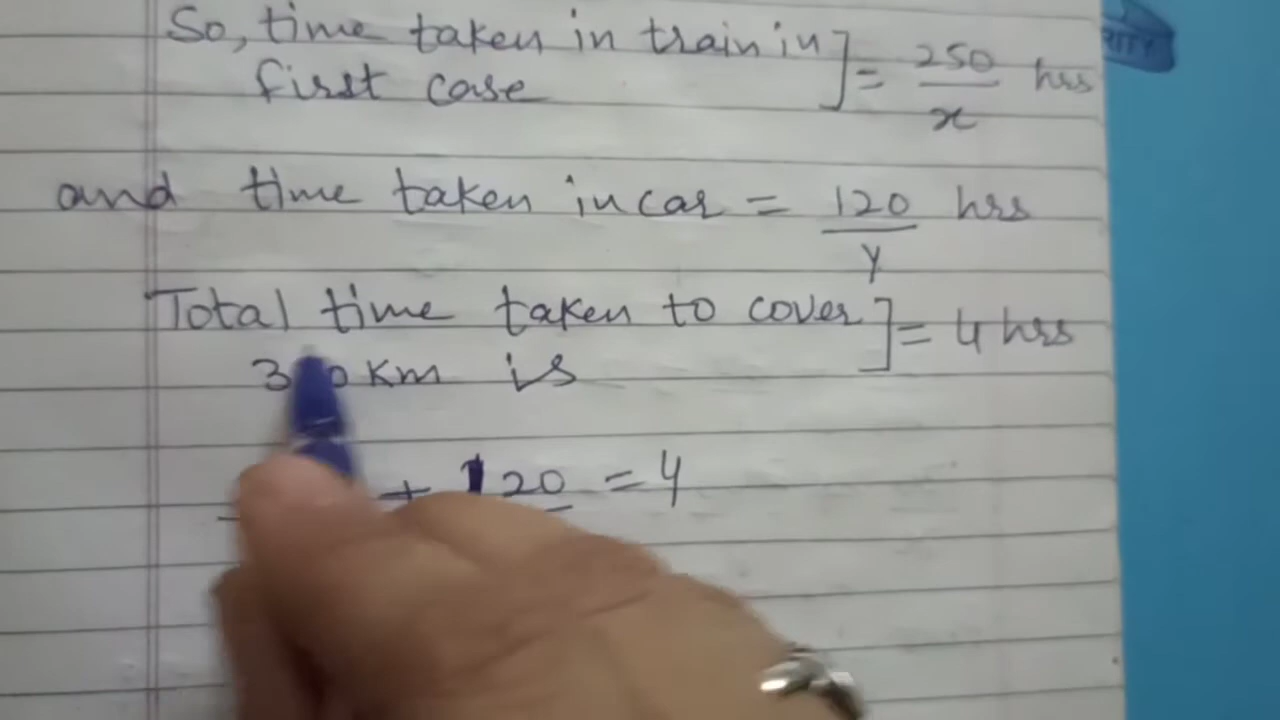 So, time taken in train in ] = 250/x hrs
first case
and time taken in car = 120/y hrs
Total time taken to cover ] = 4 hrs
Km is
+ 120 = 4